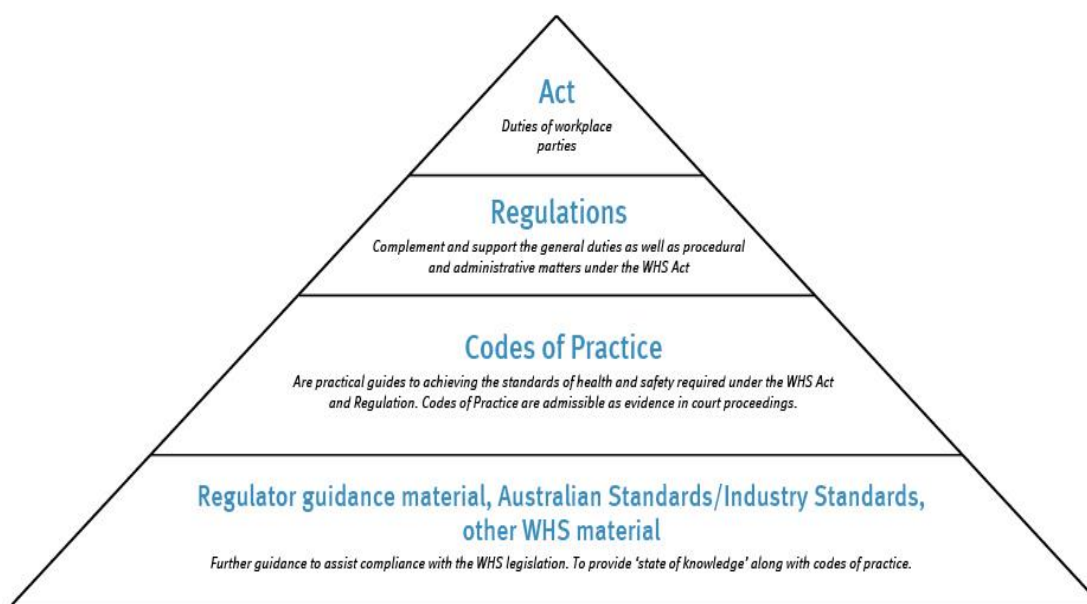 Act
Duties of workplace
parties
Regulations
Complement and support the general duties as well as procedural
and administrative matters under the WHS Act
Codes of Practice
Are practical guides to achieving the standards of health and safety required under the WHS Act
and Regulation. Codes of Practice are admissible as evidence in court proceedings.
Regulator guidance material, Australian Standards/Industry Standards,
other WHS material
Further guidance to assist compliance with the WHS legislation. To provide ‘state of knowledge’ along with codes of practice.